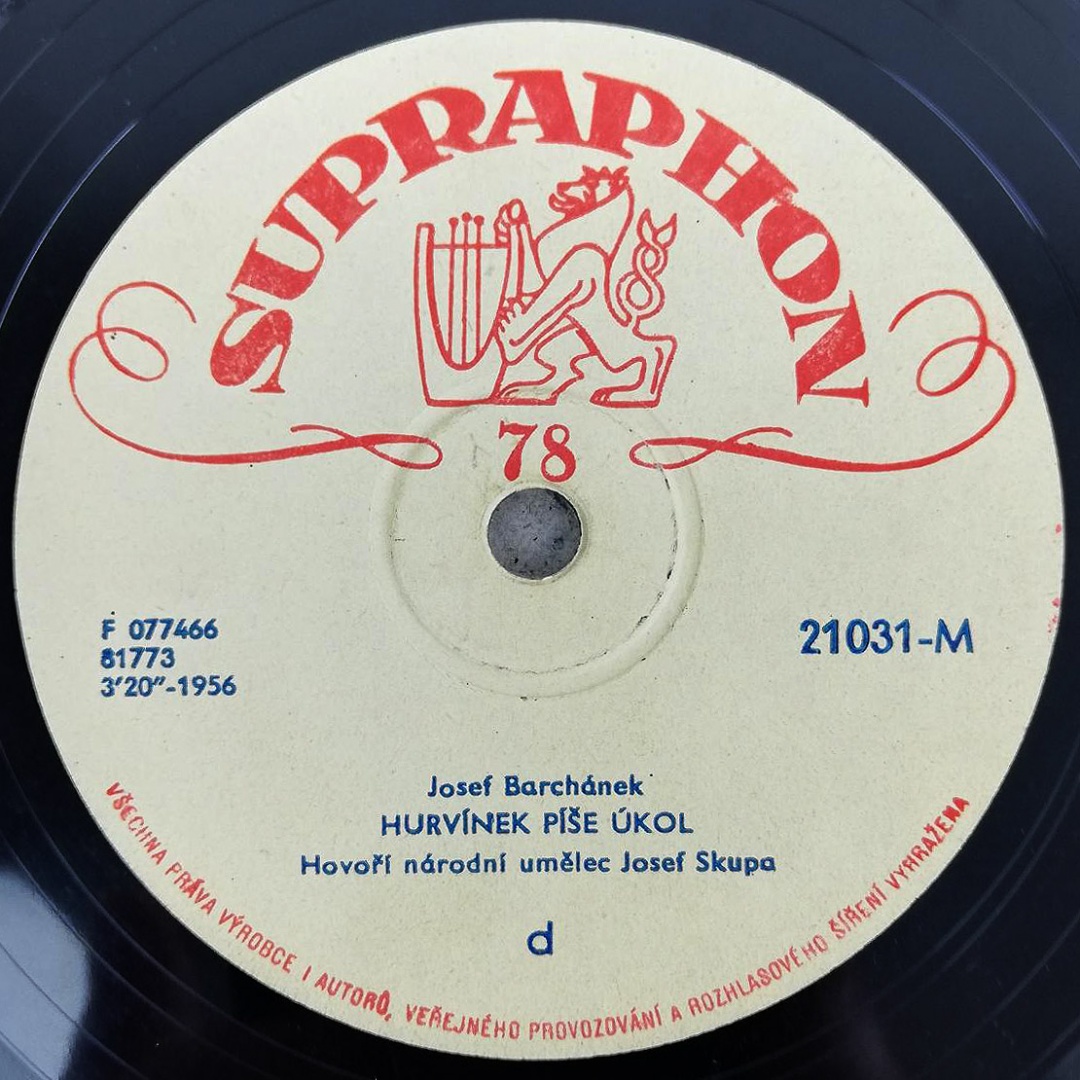 SUPRAPHON
78
F 077466
81773
3'20"-1956
21031-M
Josef Barchánek
HURVÍNEK PÍŠE ÚKOL
Hovoří národní umělec Josef Skupa
d
VŠECHNA PRÁVA VÝROBCE I AUTORŮ, VEŘEJNÉHO PROVOZOVÁNÍ A ROZHLASOVÉHO ŠÍŘENÍ VYHRAŽENA